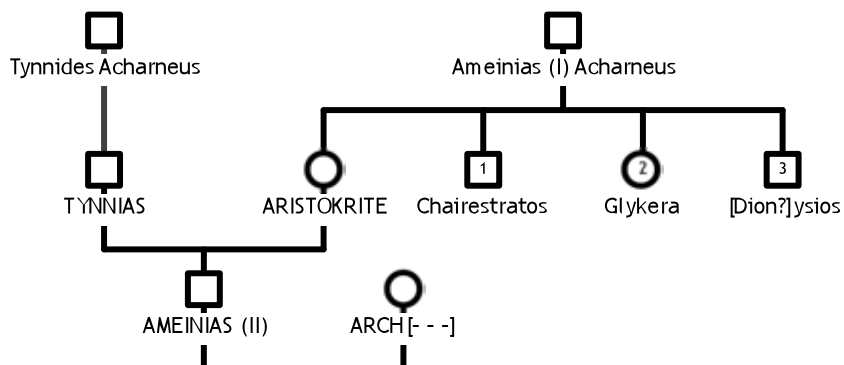 Tynnides Acharneus
Ameinias (I) Acharneus
1
2
3
TYNNIAS
ARISTOKRITE
Chairestratos
Glykera
[Dion?]ysios
AMEINIAS (II)
ARCH[- - -]